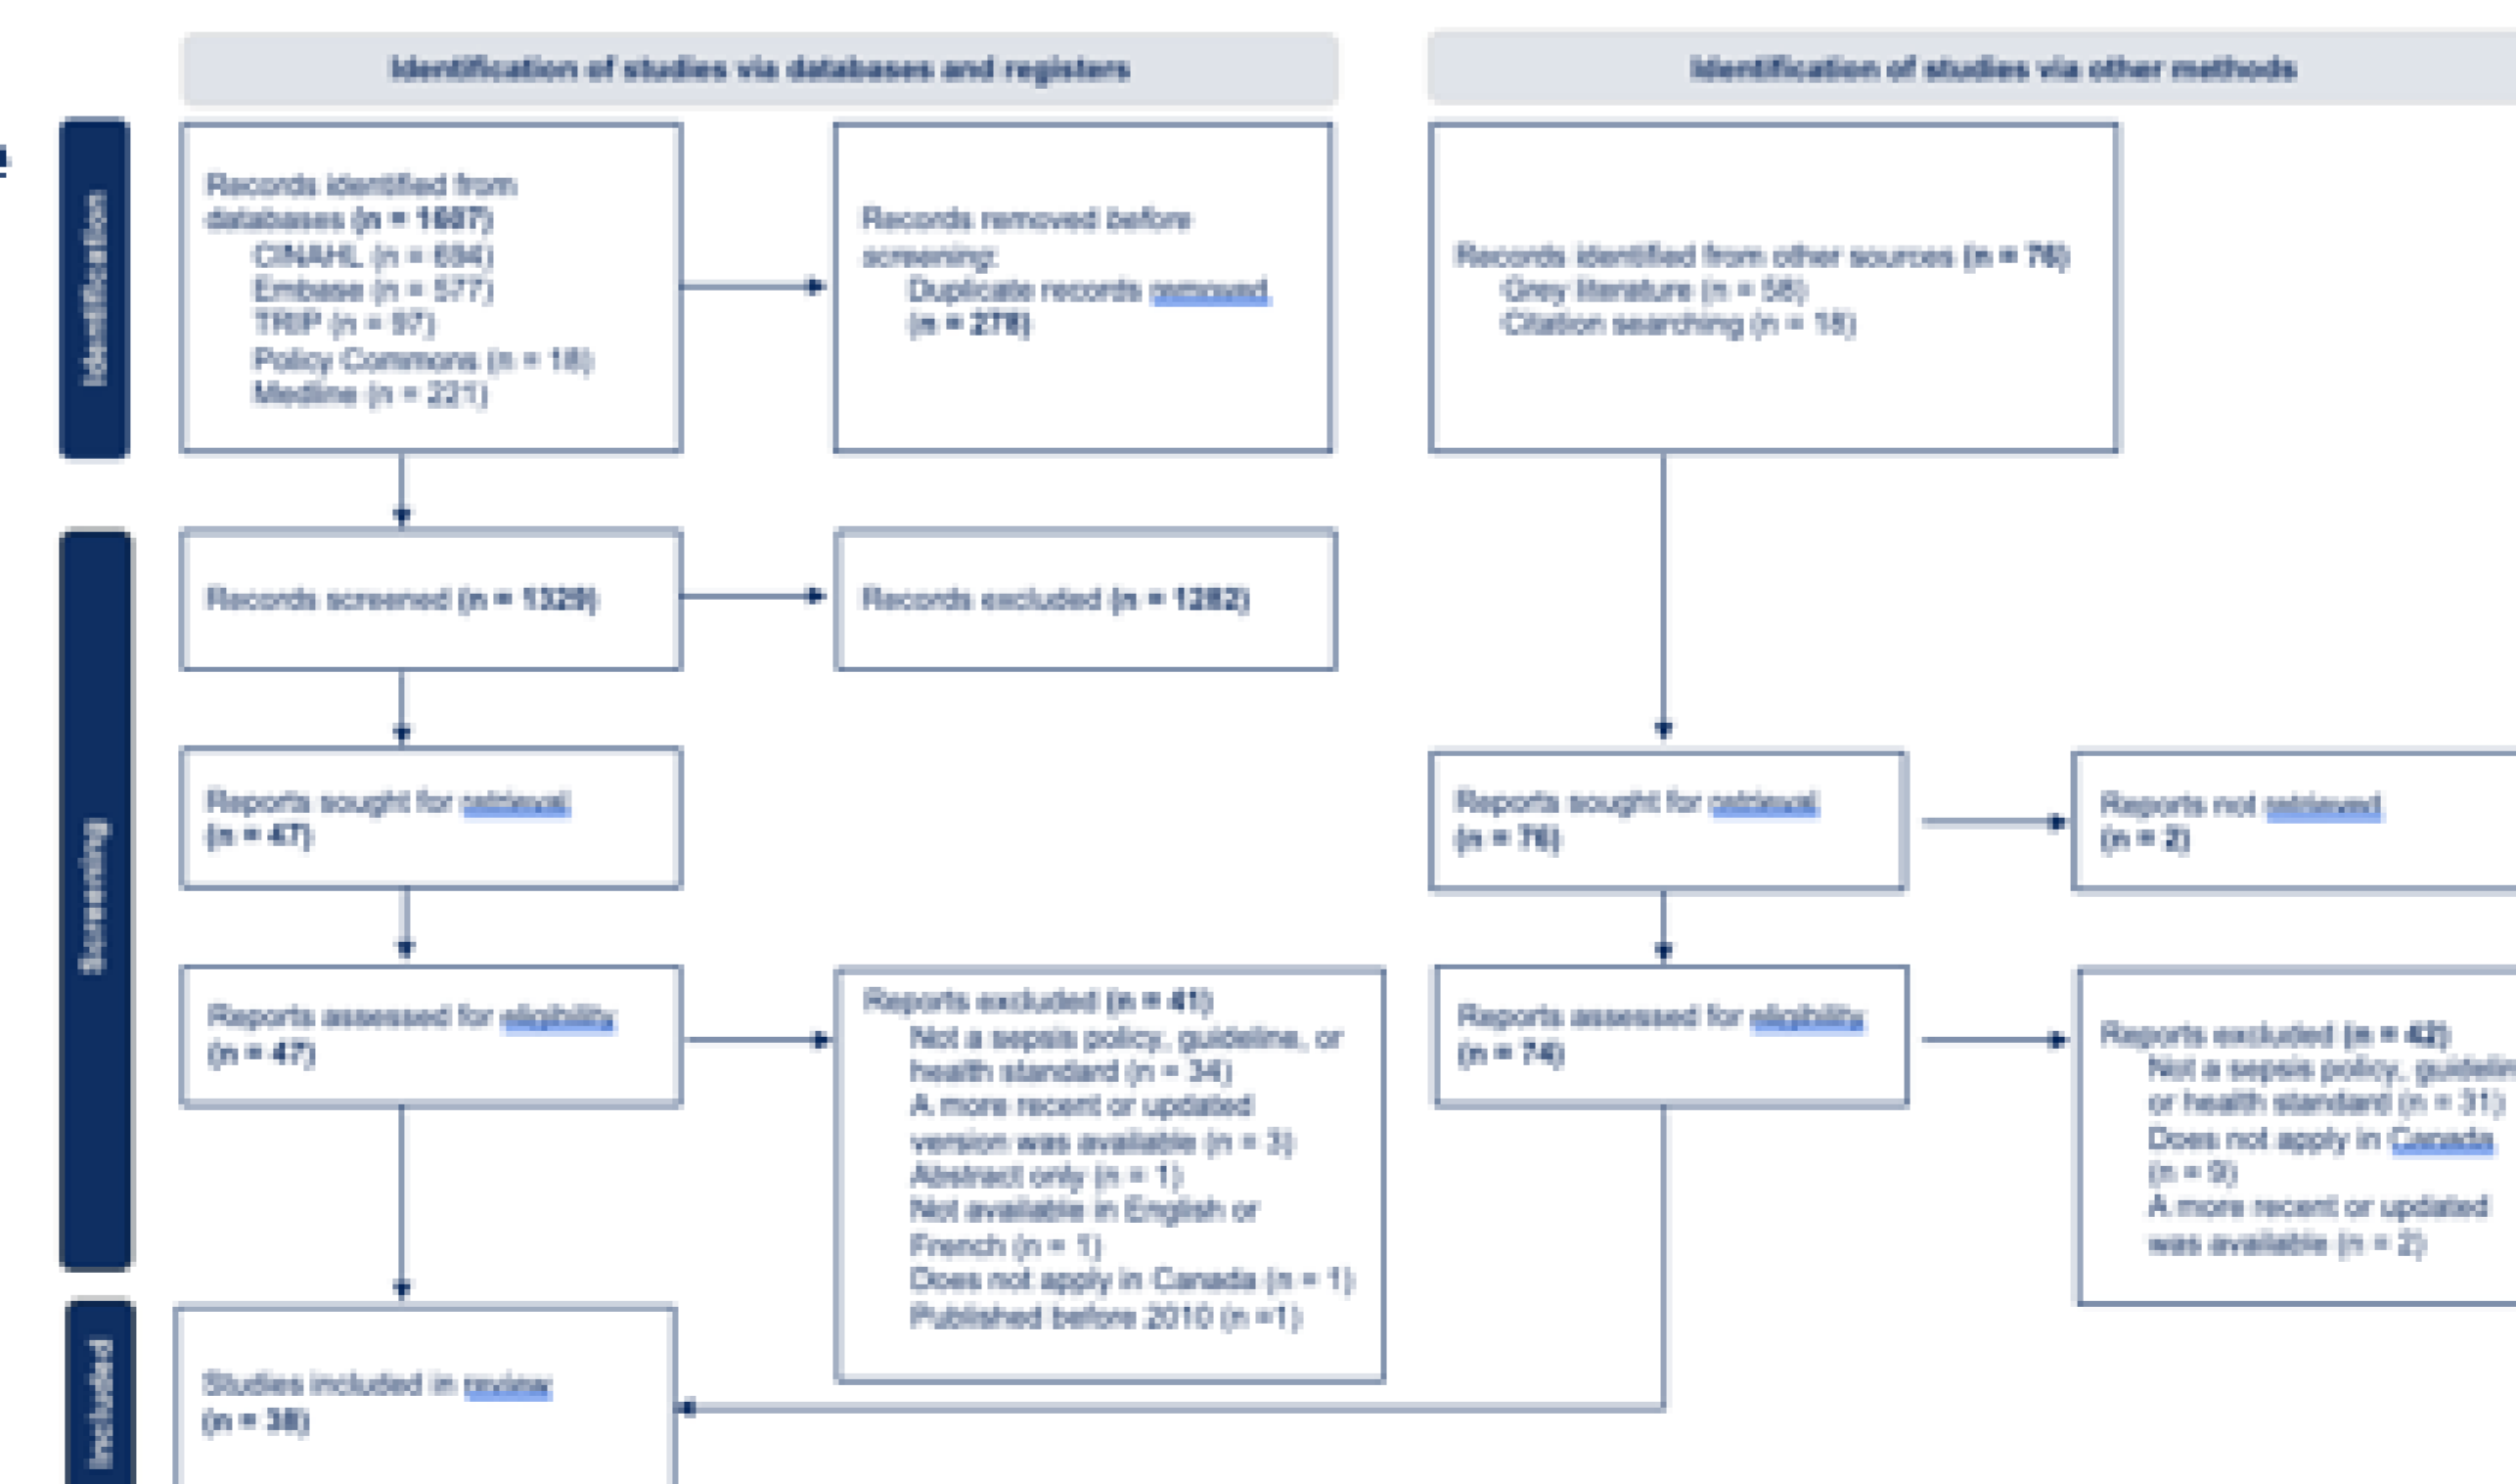 Identification of studies via databases and registers
Identification of studies via other methods
Identification
Records identified from
databases (n = 1607)
CINAHL (n = 694)
Embase (n = 577)
TRIP (n = 97)
Policy Commons (n = 18)
Medline (n = 221)
Records removed before
screening:
Duplicate records removed
(n = 278)
Records identified from other sources (n = 76)
Grey literature (n = 58)
Citation searching (n = 18)
Screening
Records screened (n = 1329)
Records excluded (n = 1282)
Reports sought for retrieval
(n = 47)
Reports sought for retrieval
(n = 76)
Reports not retrieved
(n = 2)
Reports assessed for eligibility
(n = 47)
Reports excluded (n = 41)
Not a sepsis policy, guideline, or
health standard (n = 34)
A more recent or updated
version was available (n = 3)
Abstract only (n = 1)
Not available in English or
French (n = 1)
Does not apply in Canada (n = 1)
Published before 2010 (n =1)
Reports assessed for eligibility
(n = 74)
Reports excluded (n = 42)
Not a sepsis policy, guidelin
or health standard (n = 31)
Does not apply in Canada
(n = 9)
A more recent or updated
was available (n = 2)
Included
Studies included in review
(n = 38)